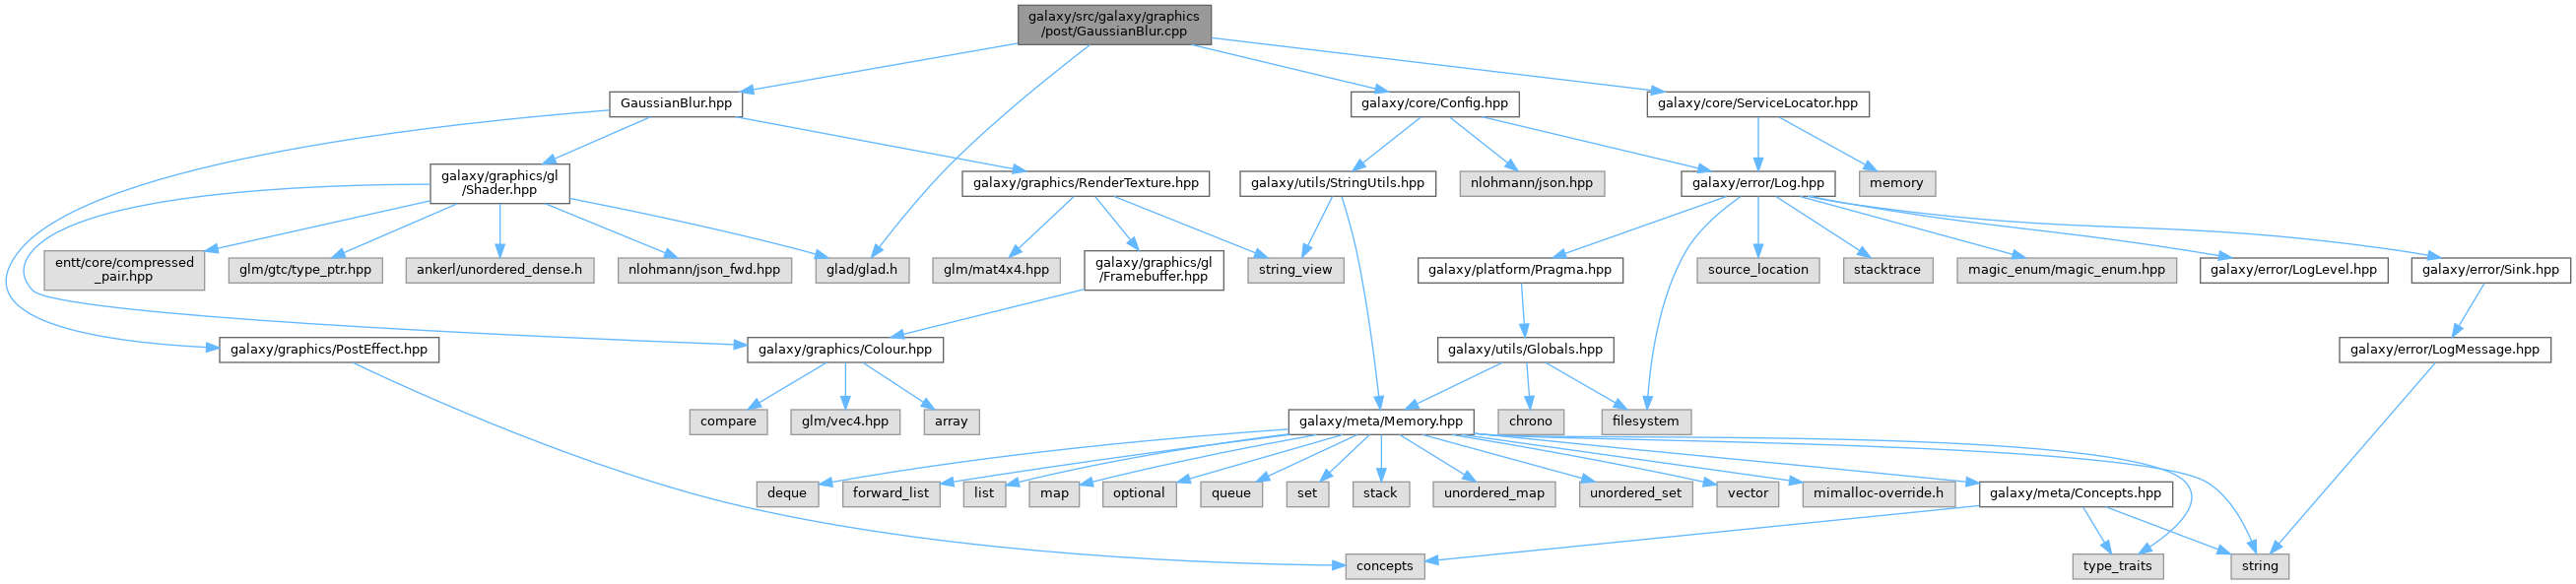 galaxy/src/galaxy/graphics
/post/GaussianBlur.cpp
GaussianBlur.hpp
galaxy/core/Config.hpp
galaxy/core/ServiceLocator.hpp
galaxy/graphics/gl
/Shader.hpp
galaxy/graphics/RenderTexture.hpp
galaxy/utils/StringUtils.hpp
nlohmann/json.hpp
galaxy/error/Log.hpp
memory
entt/core/compressed
_pair.hpp
glm/gtc/type_ptr.hpp
ankerl/unordered_dense.h
nlohmann/json_fwd.hpp
glad/glad.h
glm/mat4x4.hpp
galaxy/graphics/gl
/Framebuffer.hpp
string_view
galaxy/platform/Pragma.hpp
source_location
stacktrace
magic_enum/magic_enum.hpp
galaxy/error/LogLevel.hpp
galaxy/error/Sink.hpp
galaxy/graphics/PostEffect.hpp
galaxy/graphics/Colour.hpp
galaxy/utils/Globals.hpp
galaxy/error/LogMessage.hpp
compare
glm/vec4.hpp
array
galaxy/meta/Memory.hpp
chrono
filesystem
deque
forward_list
list
map
optional
queue
set
stack
unordered_map
unordered_set
vector
mimalloc-override.h
galaxy/meta/Concepts.hpp
concepts
type_traits
string